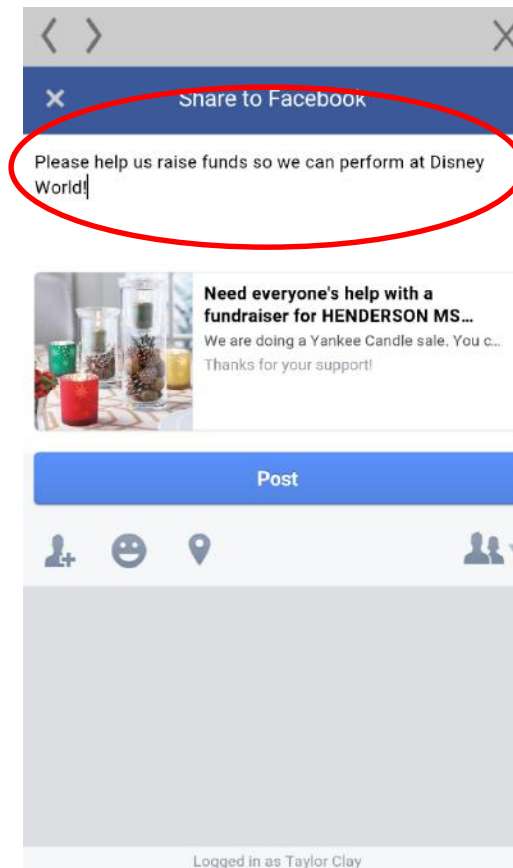 Share to Facebook
Please help us raise funds so we can perform at Disney
World!
Need everyone's help with a
fundraiser for HENDERSON MS...
We are doing a Yankee Candle sale. You c...
Thanks for your support!
Post
Logged in as Taylor Clay